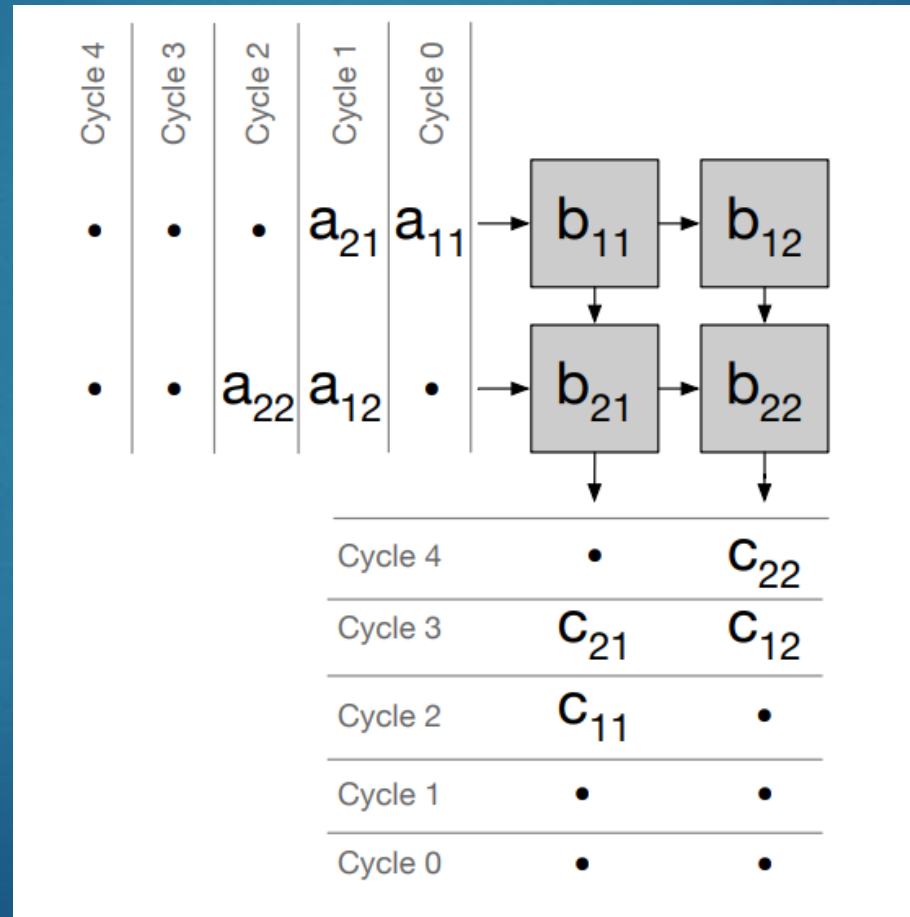 Cycle 4 Cycle 3 Cycle 2 Cycle 1 Cycle 0
• • • a₂₁ a₁₁ b₁₁ b₁₂
• • a₂₂ a₁₂ • b₂₁ b₂₂
Cycle 4 • c₂₂
Cycle 3 c₂₁ c₁₂
Cycle 2 c₁₁ •
Cycle 1 • •
Cycle 0 • •